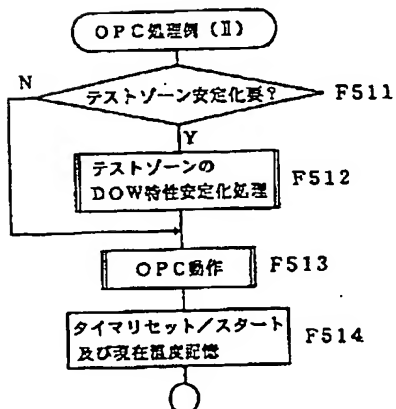 OPC処理例(II)
N
テストゾーン安定化要?
F511
Y
テストゾーンの
DOW特性安定化処理
F512
OPC動作
F513
タイマリセット/スタート
及び現在温度記憶
F514